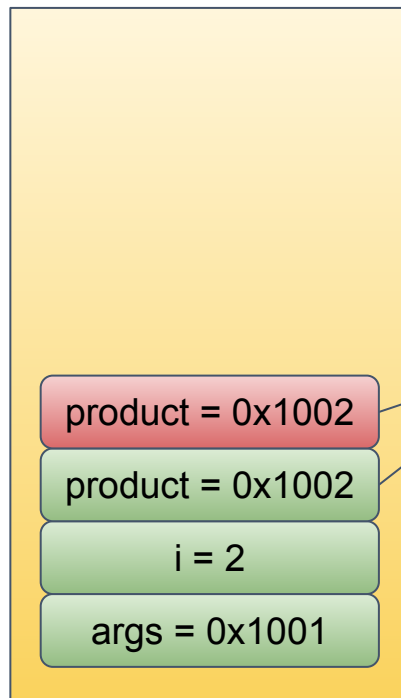 product = 0x1002
product = 0x1002
i = 2
args = 0x1001